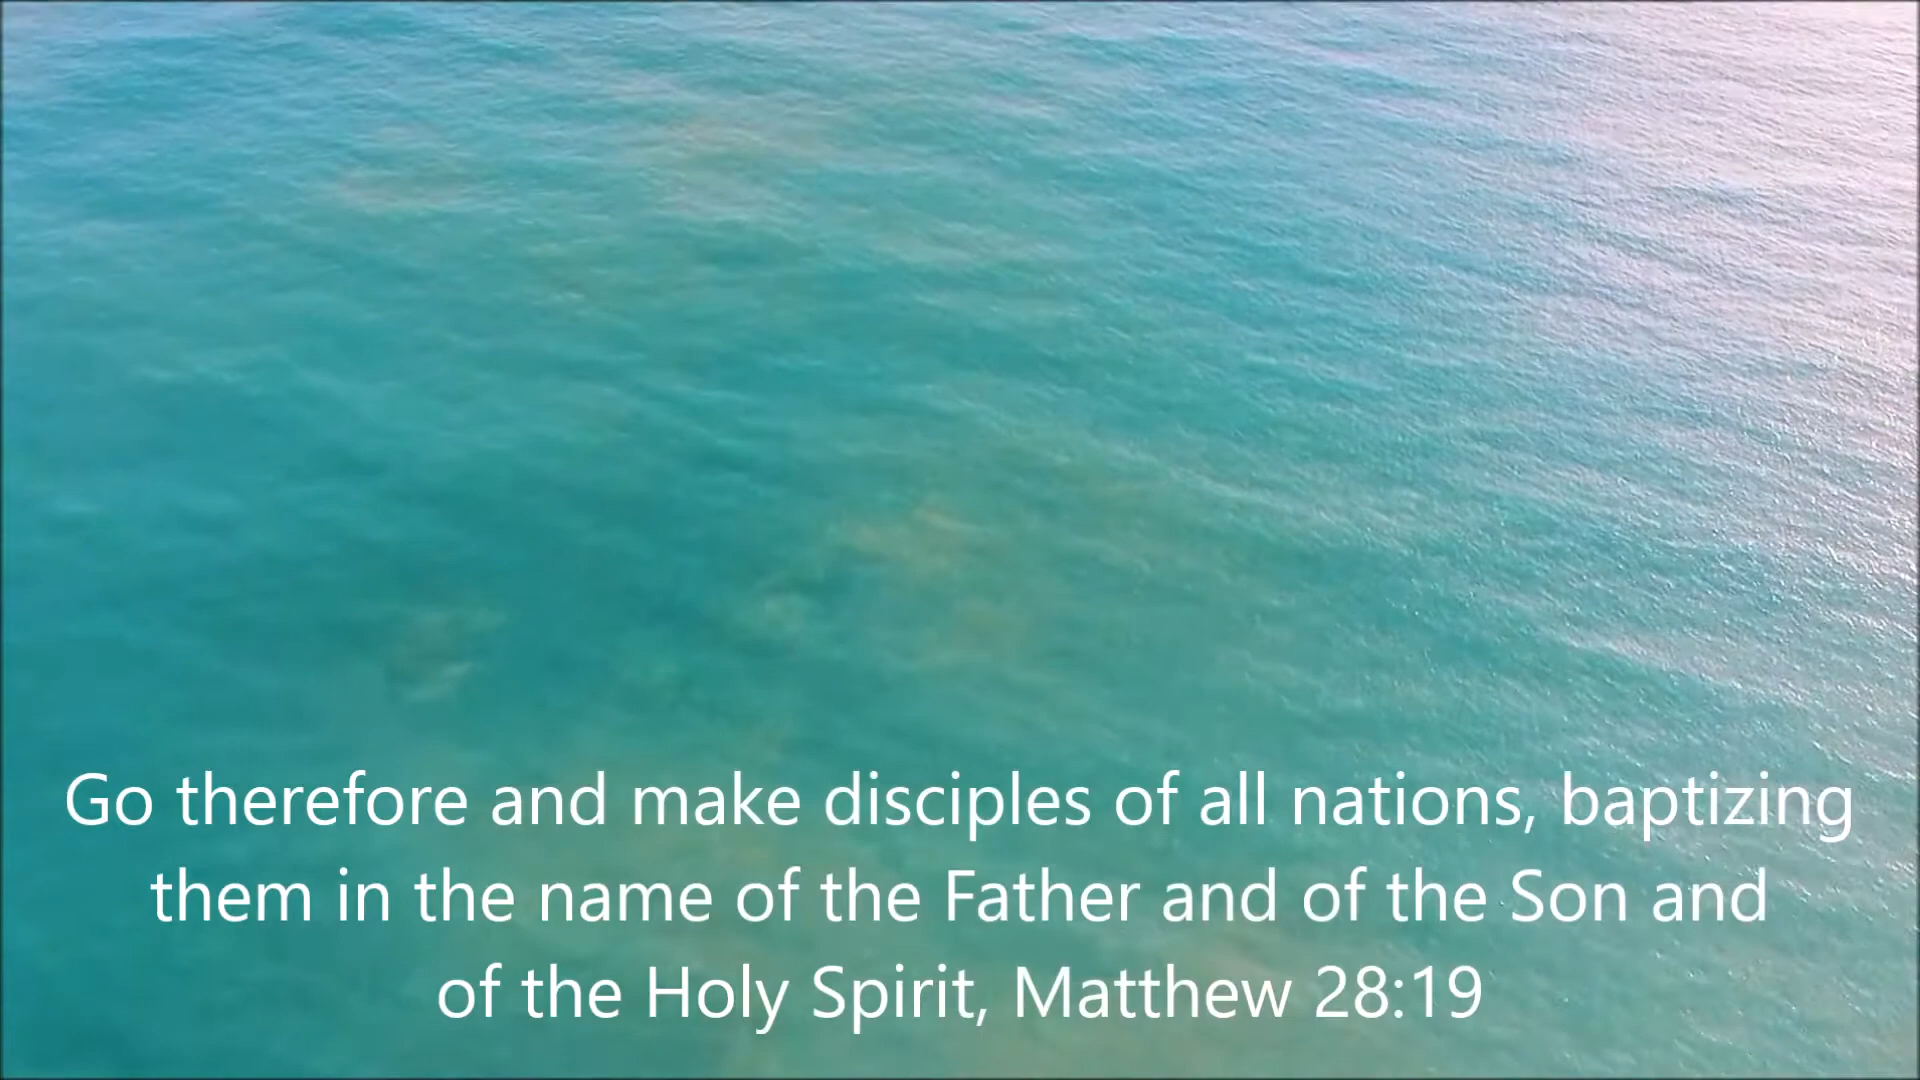 Go therefore and make disciples of all nations, baptizing
them in the name of the Father and of the Son and
of the Holy Spirit, Matthew 28:19